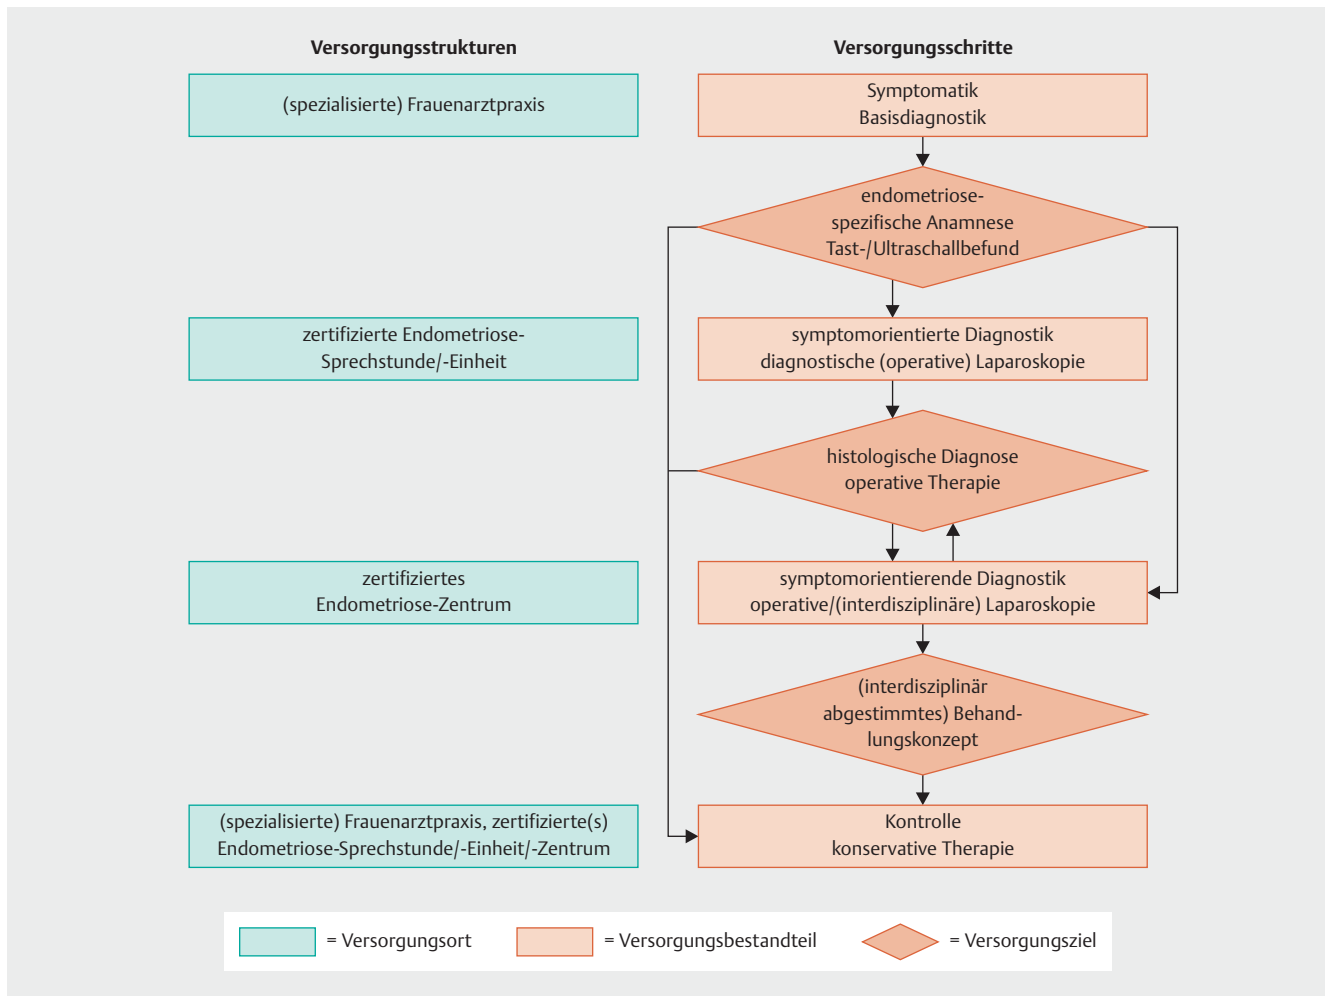 Versorgungsstrukturen
Versorgungsschritte
(spezialisierte) Frauenarztpraxis
Symptomatik
Basisdiagnostik
endometriose-
spezifische Anamnese
Tast-/Ultraschallbefund
zertifizierte Endometriose-
Sprechstunde/-Einheit
symptomorientierte Diagnostik
diagnostische (operative) Laparoskopie
histologische Diagnose
operative Therapie
zertifiziertes
Endometriose-Zentrum
symptomorientierende Diagnostik
operative/(interdisziplinäre) Laparoskopie
(interdisziplinär
abgestimmtes) Behand-
lungskonzept
(spezialisierte) Frauenarztpraxis, zertifizierte(s)
Endometriose-Sprechstunde/-Einheit/-Zentrum
Kontrolle
konservative Therapie
= Versorgungsort
= Versorgungsbestandteil
= Versorgungsziel